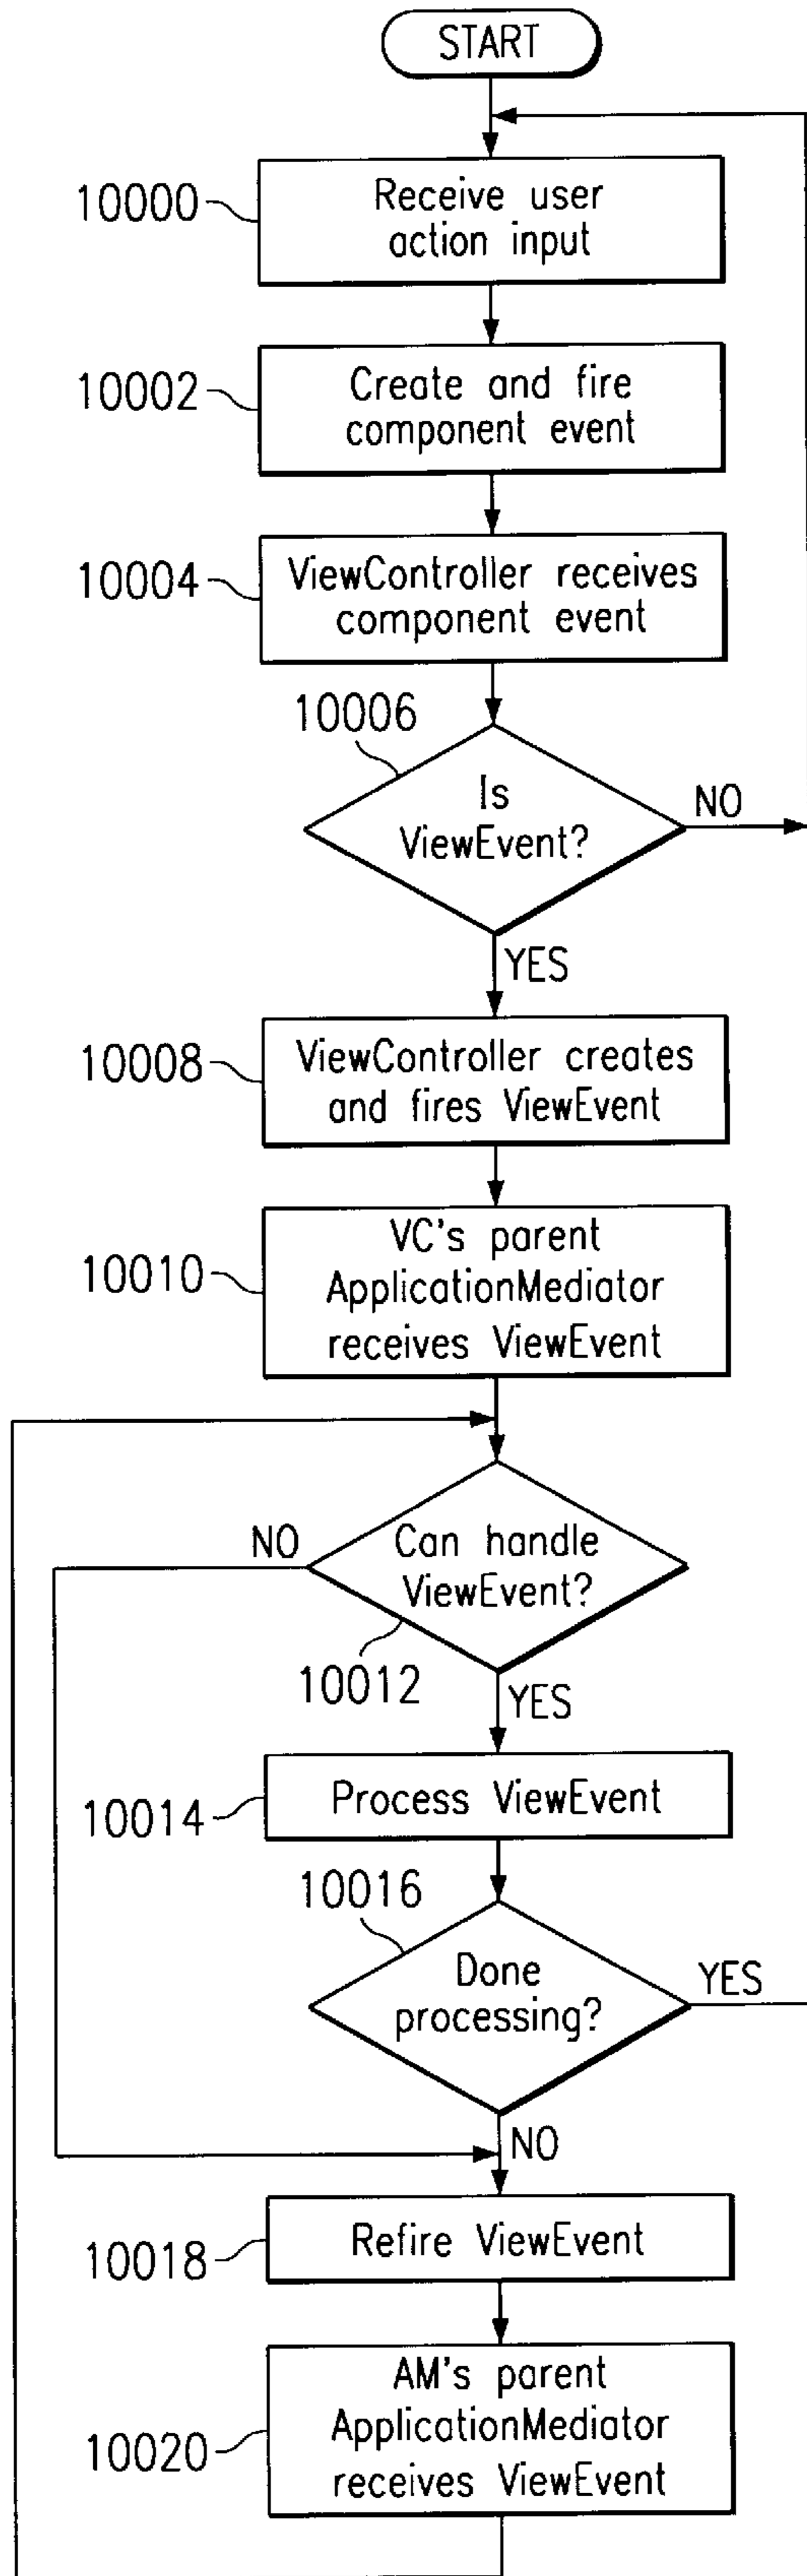 START
10000
Receive user
action input
10002
Create and fire
component event
10004
ViewController receives
component event
10006
Is
ViewEvent?
NO
YES
10008
ViewController creates
and fires ViewEvent
10010
VC's parent
ApplicationMediator
receives ViewEvent
NO
Can handle
ViewEvent?
10012
YES
10014
Process ViewEvent
10016
Done
processing?
YES
NO
10018
Refire ViewEvent
10020
AM's parent
ApplicationMediator
receives ViewEvent